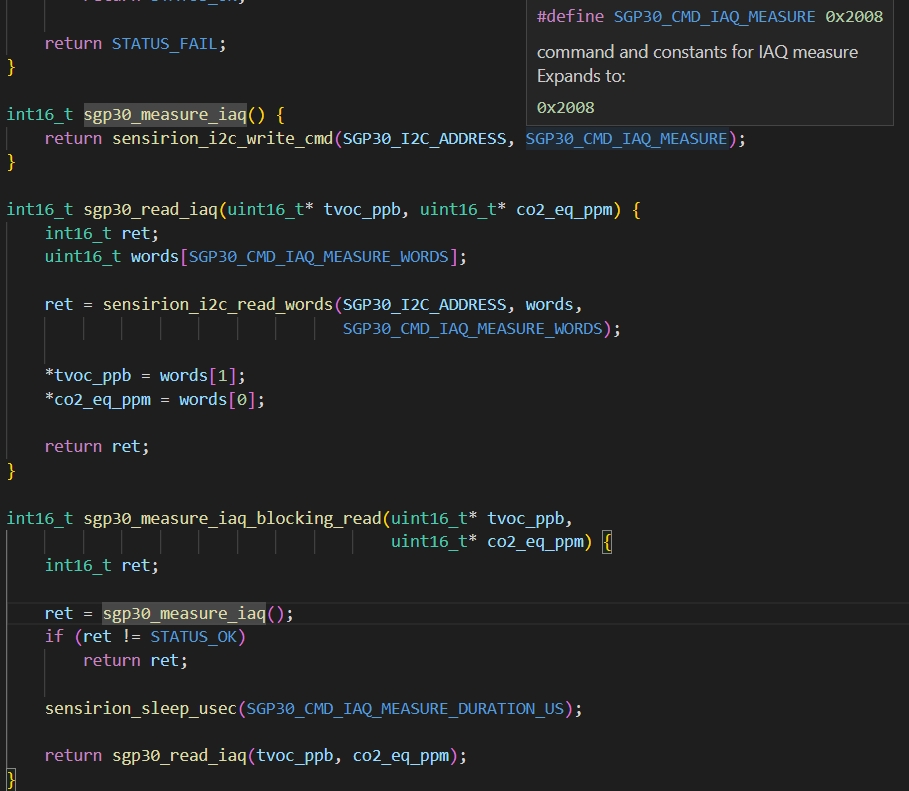 return STATUS_FAIL;
}
#define SGP30_CMD_IAQ_MEASURE 0x2008
command and constants for IAQ measure
Expands to:
0x2008
int16_t sgp30_measure_iaq() {
return sensirion_i2c_write_cmd(SGP30_I2C_ADDRESS, SGP30_CMD_IAQ_MEASURE);
}
int16_t sgp30_read_iaq(uint16_t* tvoc_ppb, uint16_t* co2_eq_ppm) {
int16_t ret;
uint16_t words[SGP30_CMD_IAQ_MEASURE_WORDS];
ret = sensirion_i2c_read_words(SGP30_I2C_ADDRESS, words,
SGP30_CMD_IAQ_MEASURE_WORDS);
*tvoc_ppb = words[1];
*co2_eq_ppm = words[0];
return ret;
}
int16_t sgp30_measure_iaq_blocking_read(uint16_t* tvoc_ppb,
uint16_t* co2_eq_ppm) {
int16_t ret;
ret = sgp30_measure_iaq();
if (ret != STATUS_OK)
return ret;
sensirion_sleep_usec(SGP30_CMD_IAQ_MEASURE_DURATION_US);
return sgp30_read_iaq(tvoc_ppb, co2_eq_ppm);
}